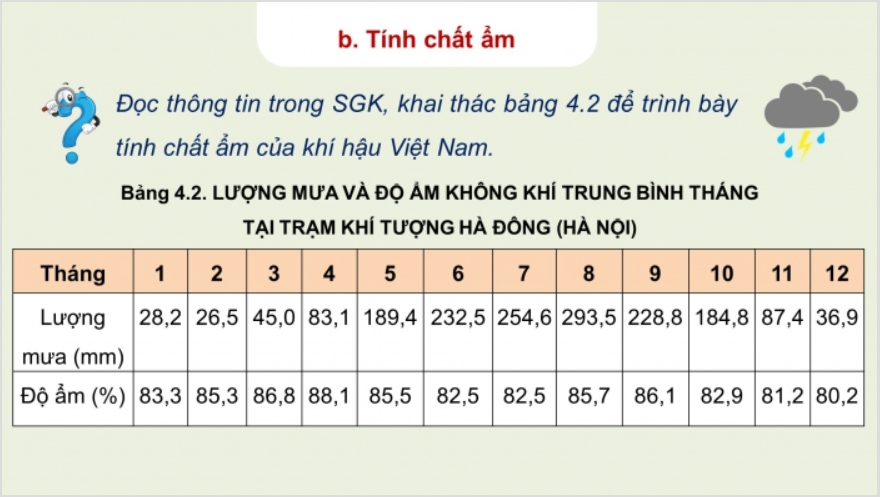 b. Tính chất ẩm
Đọc thông tin trong SGK, khai thác bảng 4.2 để trình bày
tính chất ẩm của khí hậu Việt Nam.
Bảng 4.2. LƯỢNG MƯA VÀ ĐỘ ẨM KHÔNG KHÍ TRUNG BÌNH THÁNG
TẠI TRẠM KHÍ TƯỢNG HÀ ĐÔNG (HÀ NỘI)
Tháng 1 2 3 4 5 6 7 8 9 10 11 12
Lượng mưa (mm) 28,2 26,5 45,0 83,1 189,4 232,5 254,6 293,5 228,8 184,8 87,4 36,9
Độ ẩm (%) 83,3 85,3 86,8 88,1 85,5 82,5 82,5 85,7 86,1 82,9 81,2 80,2